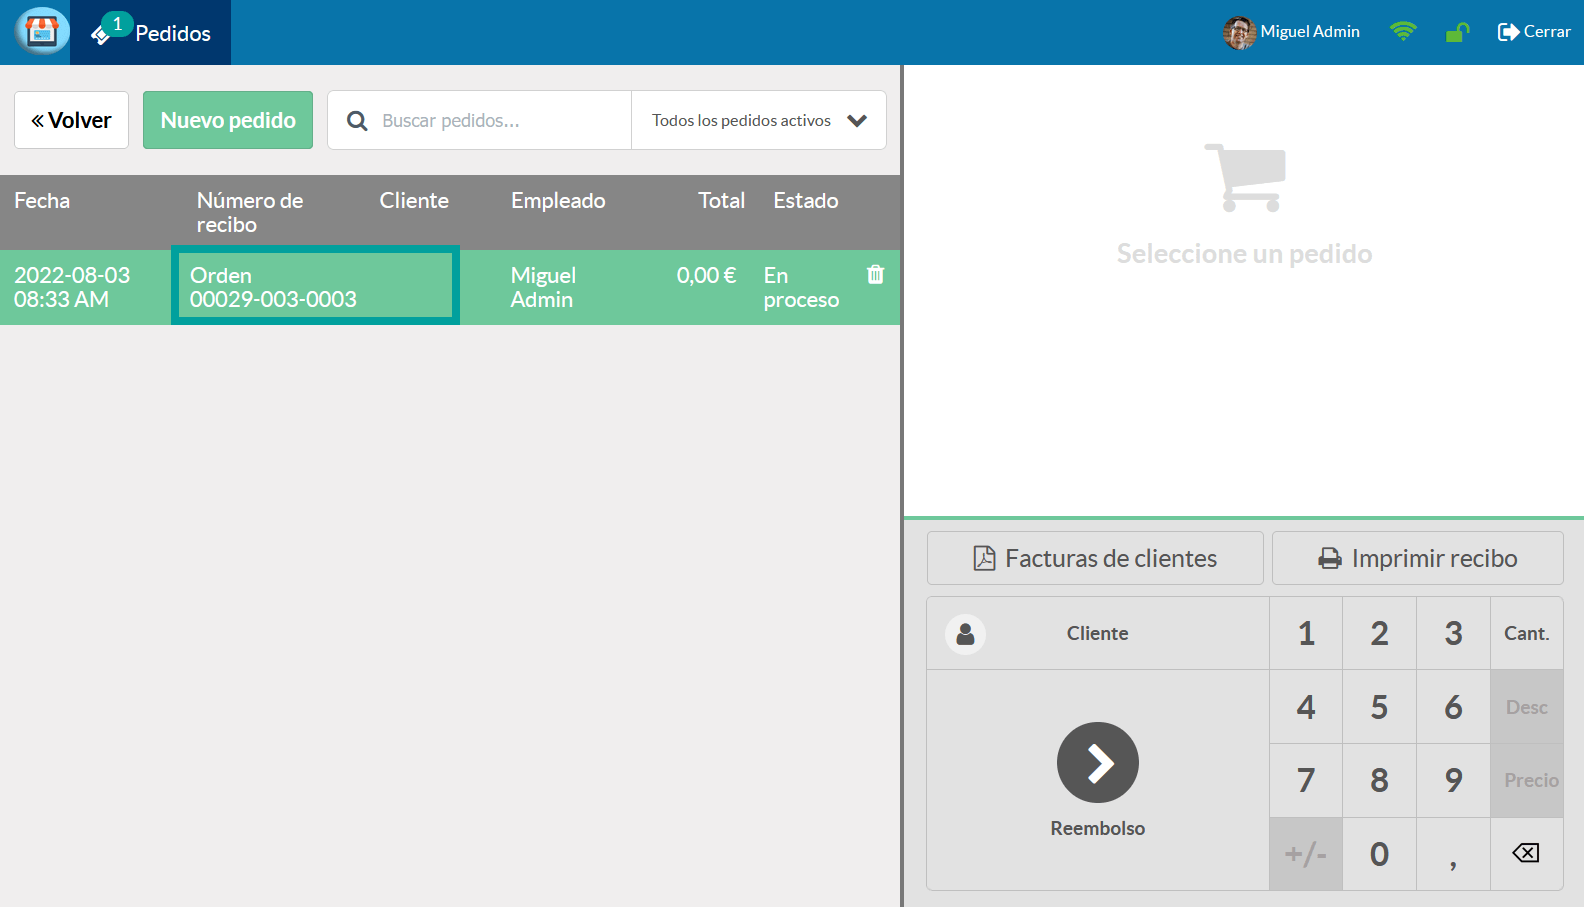 1 Pedidos
Miguel Admin
Cerrar
« Volver
Nuevo pedido
Buscar pedidos...
Todos los pedidos activos
Fecha
Número de
recibo
Cliente
Empleado
Total
Estado
2022-08-03
08:33 AM
Orden
00029-003-0003
Miguel
Admin
0,00 €
En
proceso
Seleccione un pedido
Facturas de clientes
Imprimir recibo
Cliente
Reembolso
1 2 3 Cant.
4 5 6 Desc
7 8 9 Precio
+/- 0 ,